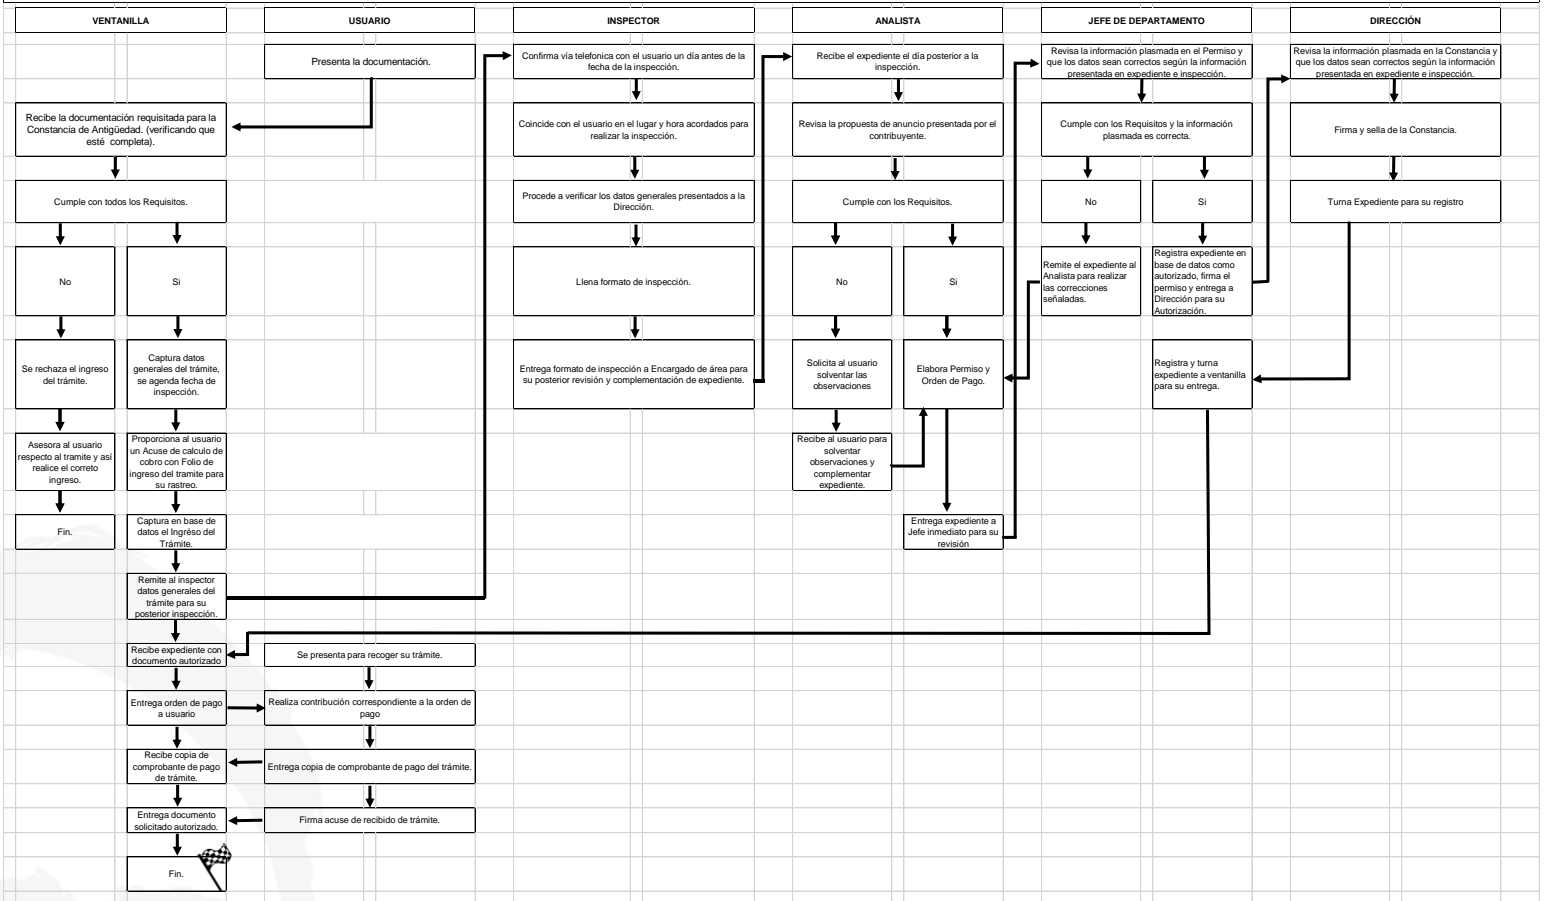 VENTANILLA
USUARIO
INSPECTOR
ANALISTA
JEFE DE DEPARTAMENTO
DIRECCIÓN
Presenta la documentación.
Confirma vía telefonica con el usuario un día antes de la
fecha de la inspección.
Recibe el expediente el día posterior a la
inspección.
Revisa la información plasmada en el Permiso y
que los datos sean correctos según la información
presentada en expediente e inspección.
Revisa la información plasmada en la Constancia y
que los datos sean correctos según la información
presentada en expediente e inspección.
Recibe la documentación requisitada para la
Constancia de Antigüedad. (verificando que
esté completa).
Coincide con el usuario en el lugar y hora acordados para
realizar la inspección.
Revisa la propuesta de anuncio presentada por el
contribuyente.
Cumple con los Requisitos y la información
plasmada es correcta.
Firma y sella de la Constancia.
Cumple con todos los Requisitos.
Procede a verificar los datos generales presentados a la
Dirección.
Cumple con los Requisitos.
No
Si
Turna Expediente para su registro
No
Si
Llena formato de inspección.
No
Si
Remite el expediente al
Analista para realizar
las correcciones
señaladas.
Registra expediente en
base de datos como
autorizado, firma el
permiso y entrega a
Dirección para su
Autorización.
Se rechaza el ingreso
del trámite.
Captura datos
generales del trámite,
se agenda fecha de
inspección.
Entrega formato de inspección a Encargado de área para
su posterior revisión y complementación de expediente.
Solicita al usuario
solventar las
observaciones
Elabora Permiso y
Orden de Pago.
Registra y turna
expediente a ventanilla
para su entrega.
Asesora al usuario
respecto al tramite y así
realice el correto
ingreso.
Proporciona al usuario
un Acuse de calculo de
cobro con Folio de
ingreso del tramite para
su rastreo.
Recibe al usuario para
solventar
observaciones y
complementar
expediente.
Fin.
Captura en base de
datos el Ingréso del
Trámite.
Entrega expediente a
Jefe inmediato para su
revisión
Remite al inspector
datos generales del
trámite para su
posterior inspección.
Recibe expediente con
documento autorizado
Se presenta para recoger su trámite.
Entrega orden de pago
a usuario
Realiza contribución correspondiente a la orden de
pago
Recibe copia de
comprobante de pago
de trámite.
Entrega copia de comprobante de pago del trámite.
Entrega documento
solicitado autorizado.
Firma acuse de recibido de trámite.
Fin.